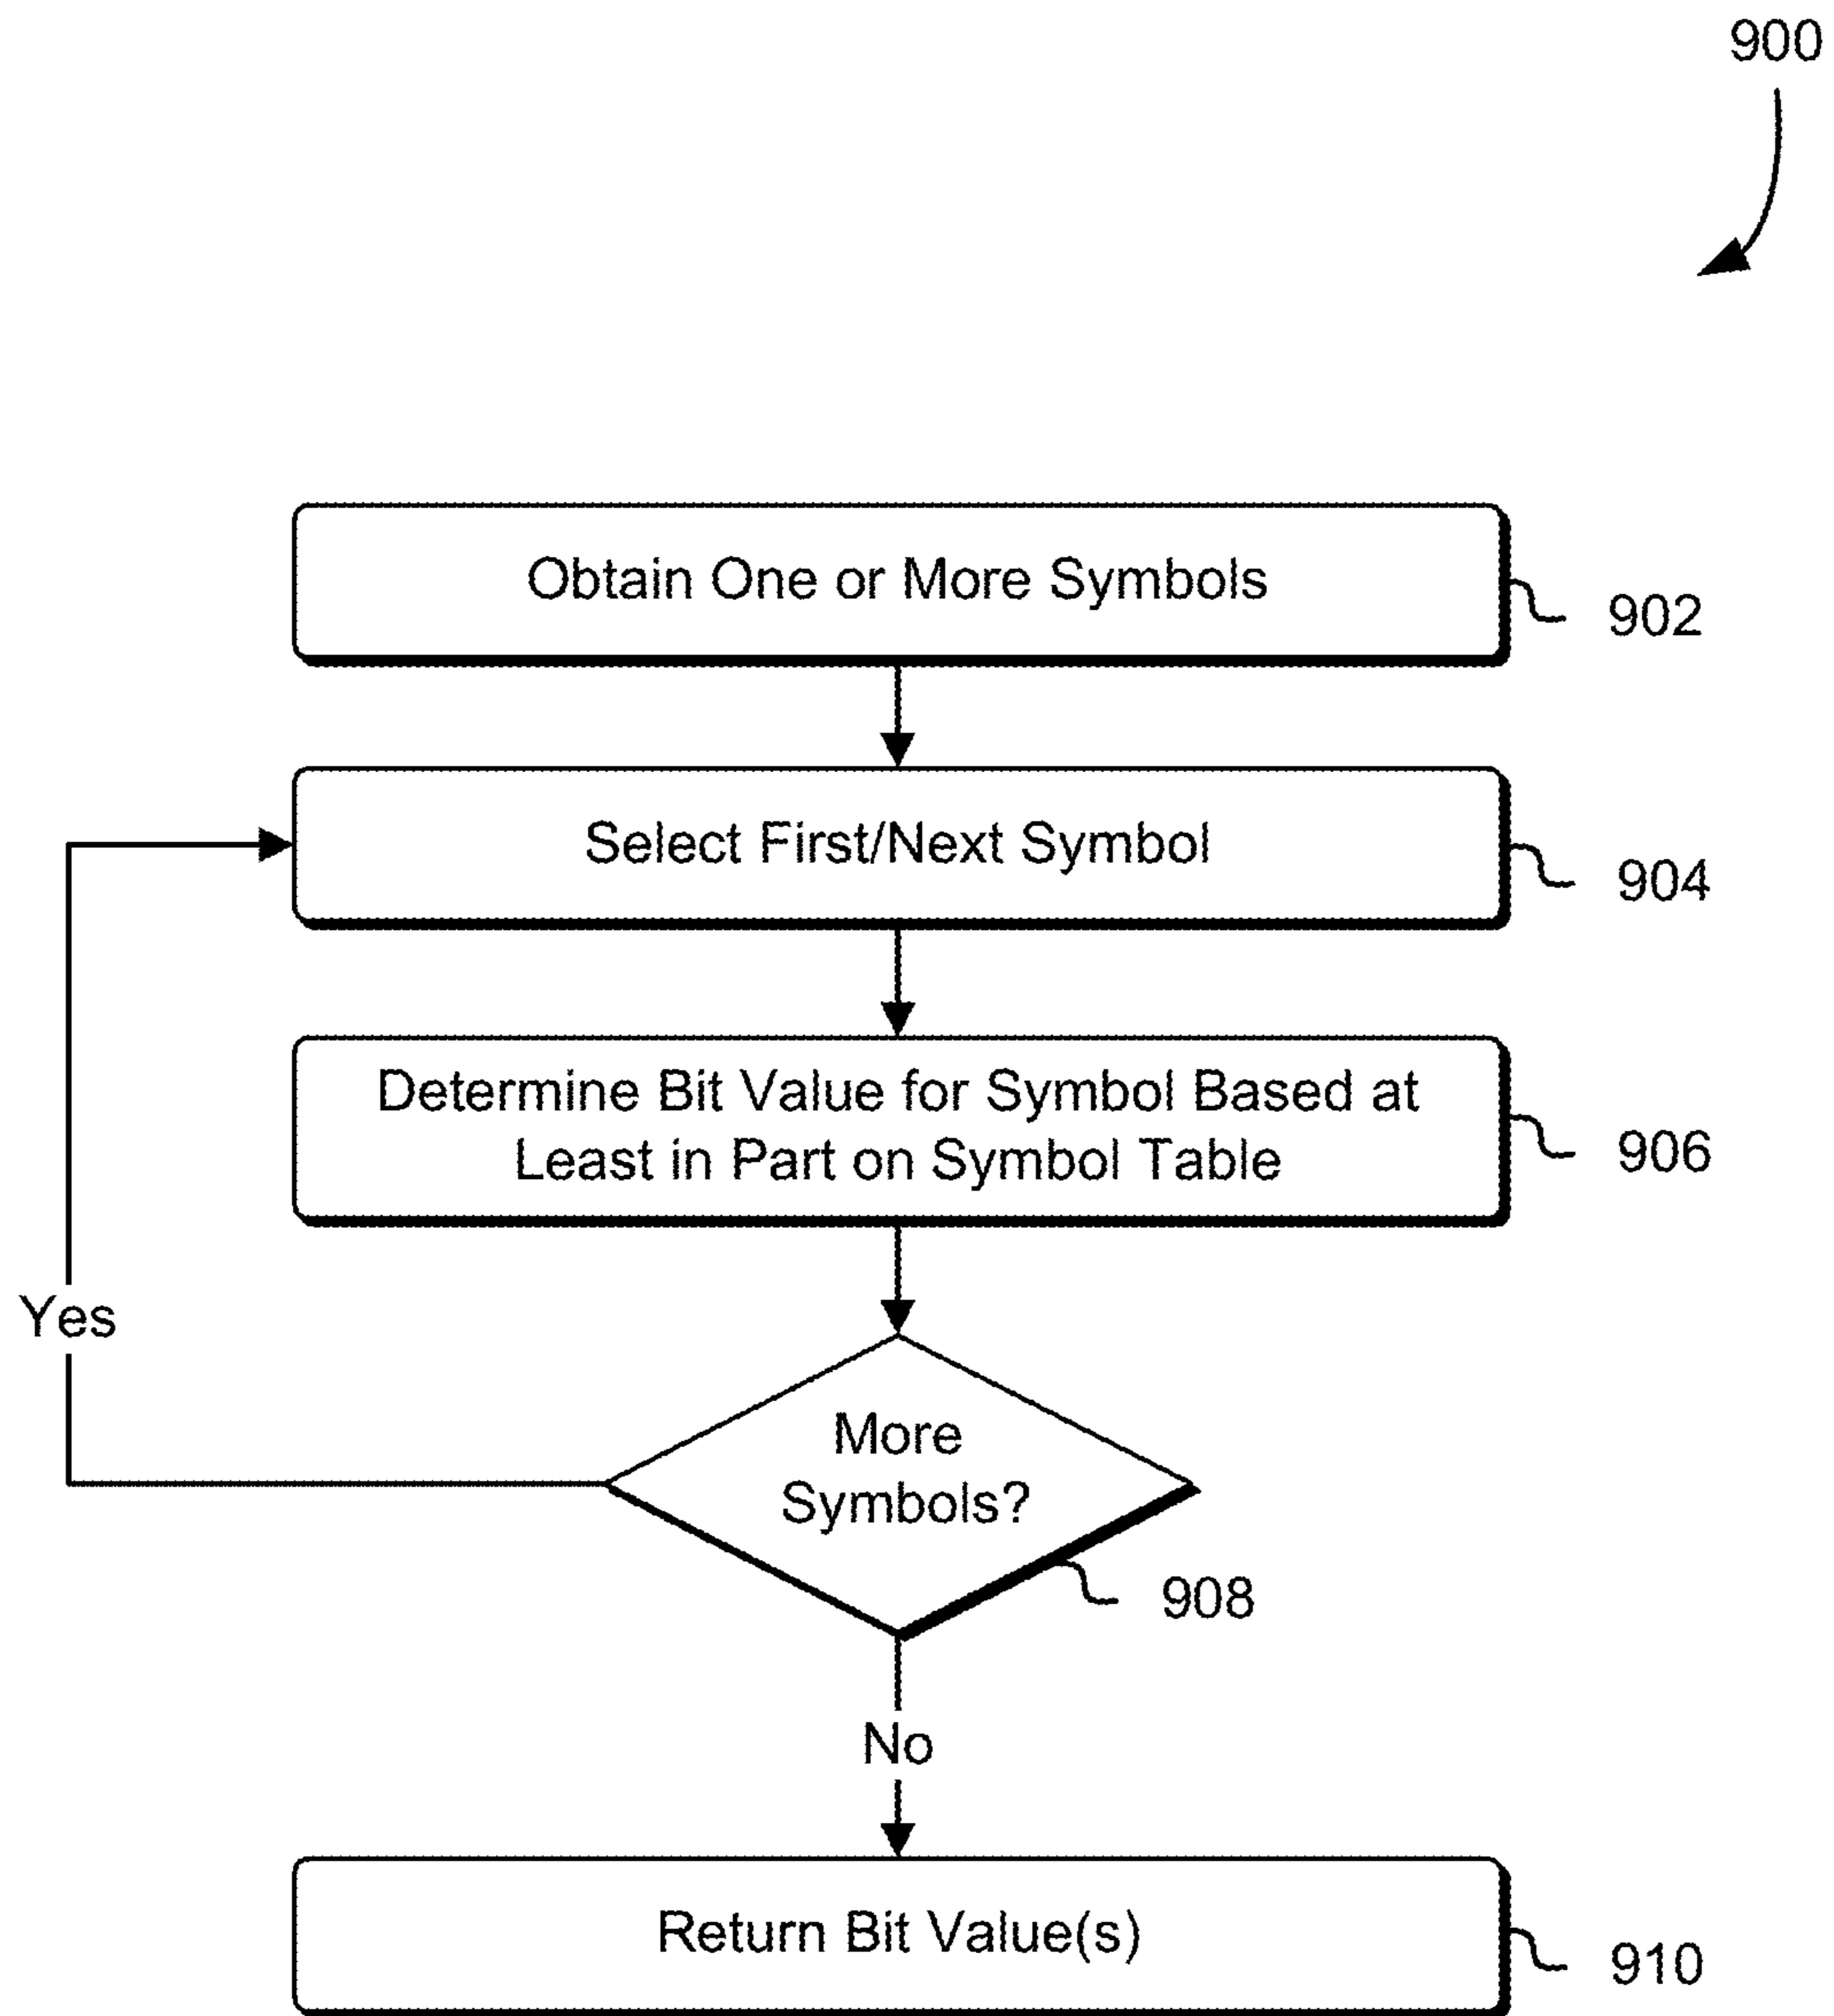 900
Obtain One or More Symbols
902
Select First/Next Symbol
904
Determine Bit Value for Symbol Based at
Least in Part on Symbol Table
906
Yes
More
Symbols?
908
No
Return Bit Value(s)
910